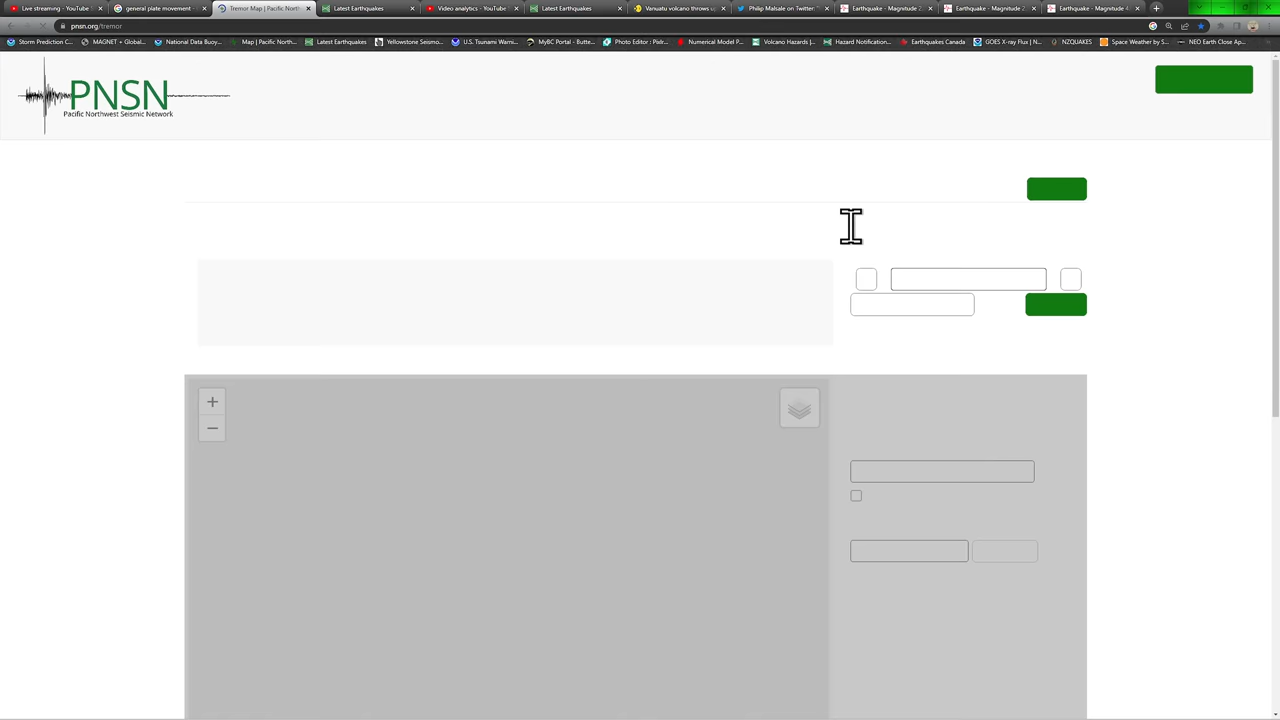 Live streaming - YouTube
general plate movement -
Tremor Map | Pacific North
Latest Earthquakes
Video analytics - YouTube
Latest Earthquakes
Vanuatu volcano throws up
Philip Malsale on Twitter: "
Earthquake - Magnitude 2
Earthquake - Magnitude 2
Earthquake - Magnitude 4
pnsn.org/tremor
Storm Prediction C...
MAGNET + Global...
National Data Buoy...
Map | Pacific North...
Latest Earthquakes
Yellowstone Seismo...
U.S. Tsunami Warni...
MyBC Portal - Butte...
Photo Editor : Pixlr...
Numerical Model P...
Volcano Hazards |...
Hazard Notification...
Earthquakes Canada
GOES X-ray Flux | N...
NZQUAKES
Space Weather by S...
NEO Earth Close Ap...
PNSN
Pacific Northwest Seismic Network
+
−